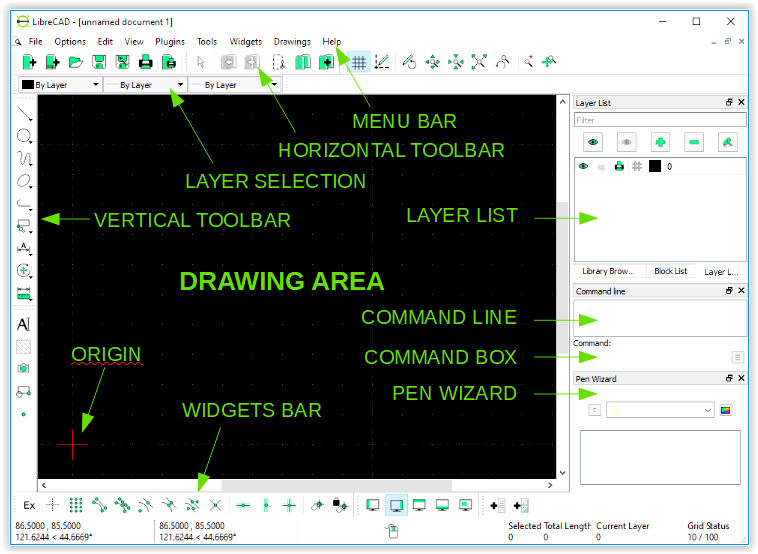 LibreCAD - [unnamed document 1]
File Options Edit View Plugins Tools Widgets Drawings Help
By Layer By Layer By Layer
Layer List
Filter
MENU BAR
HORIZONTAL TOOLBAR
0
LAYER SELECTION
VERTICAL TOOLBAR
LAYER LIST
Library Brow... Block List Layer L...
DRAWING AREA
Command line
COMMAND LINE
Command:
ORIGIN
COMMAND BOX
Pen Wizard
PEN WIZARD
WIDGETS BAR
Ex
86.5000 , 85.5000 86.5000 , 85.5000 Selected Total Length Current Layer Grid Status
121.6244 < 44.6669° 121.6244 < 44.6669° 0 0 0 10 / 100